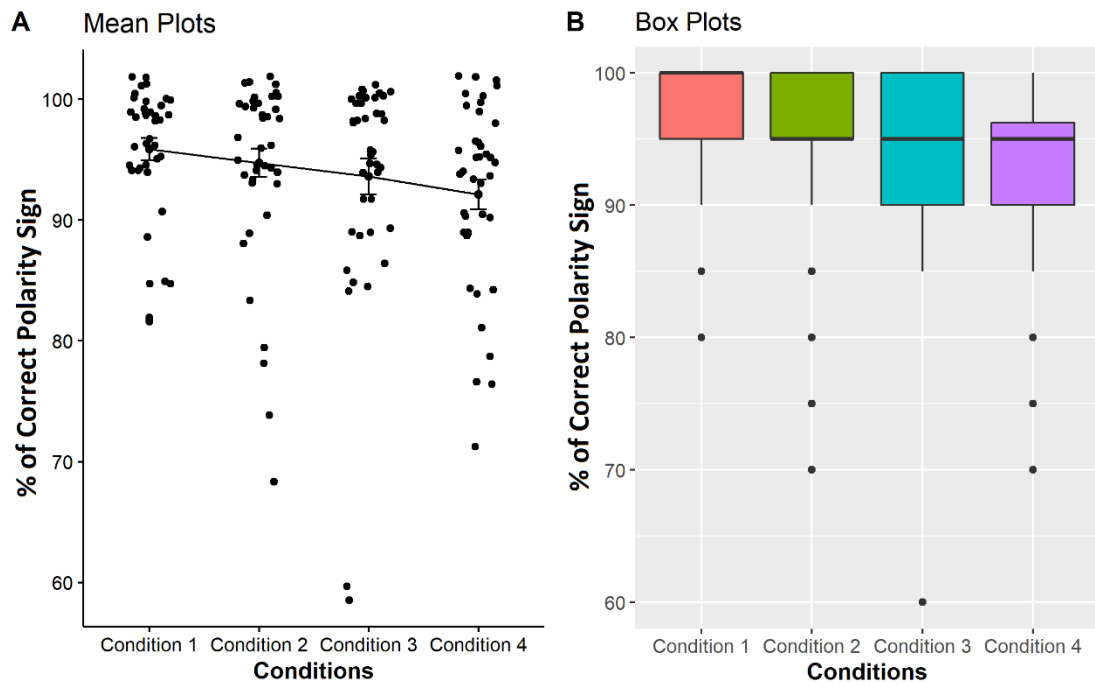 A Mean Plots
% of Correct Polarity Sign
100
90
80
70
60
Condition 1 Condition 2 Condition 3 Condition 4
Conditions
B Box Plots
% of Correct Polarity Sign
100
90
80
70
60
Condition 1 Condition 2 Condition 3 Condition 4
Conditions